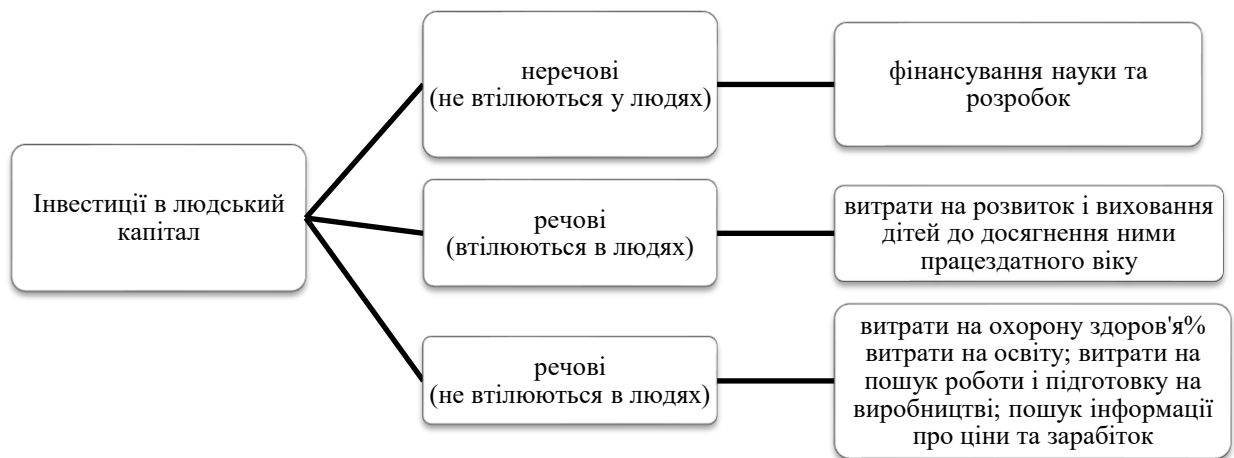 Інвестиції в людський
капітал
неречові
(не втілюються у людях)
фінансування науки та
розробок
речові
(втілюються в людях)
витрати на розвиток і виховання
дітей до досягнення ними
працездатного віку
речові
(не втілюються в людях)
витрати на охорону здоров'я%
витрати на освіту; витрати на
пошук роботи і підготовку на
виробництві; пошук інформації
про ціни та зарабіток